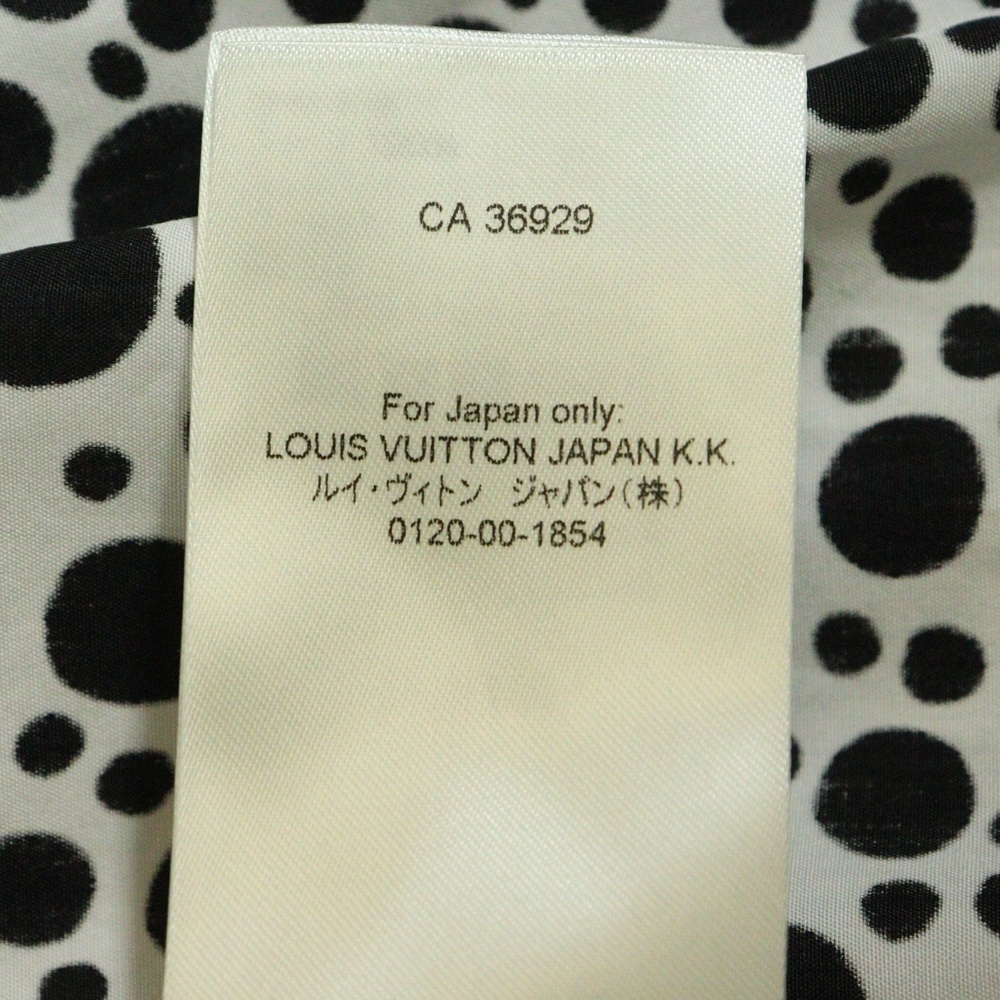 CA 36929
For Japan only:
LOUIS VUITTON JAPAN K.K.
ルイ・ヴィトン　ジャパン(株)
0120-00-1854